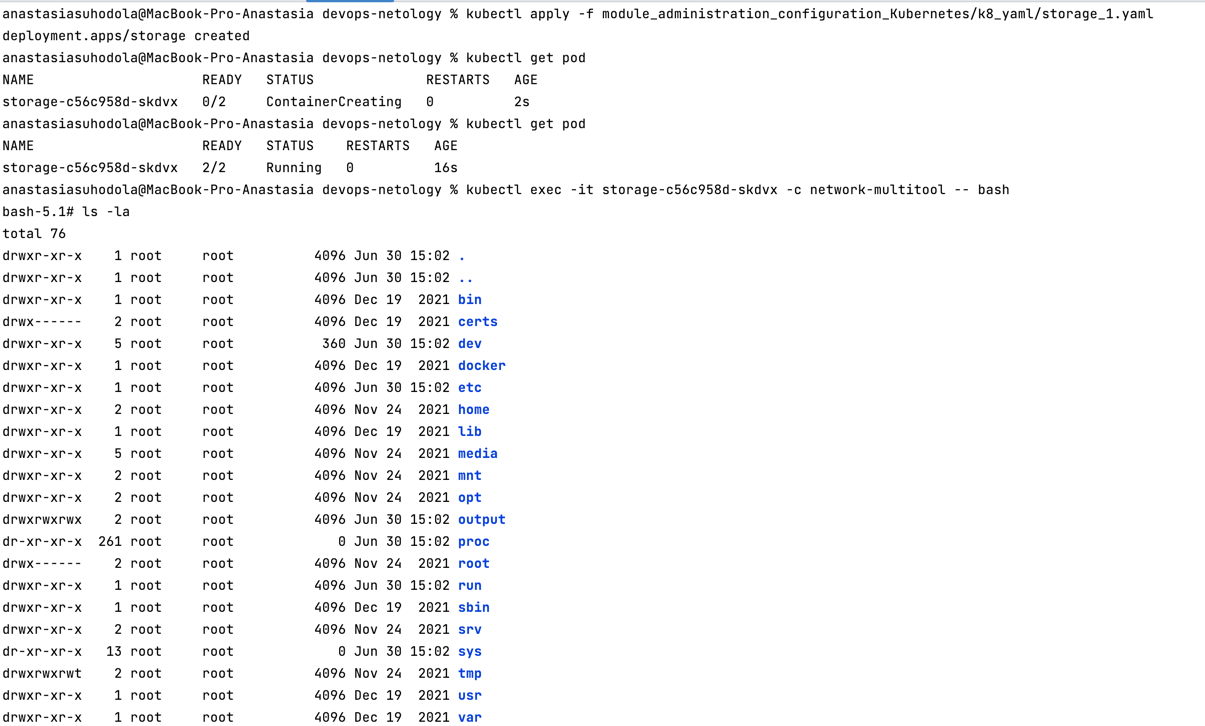 anastasiasuhodola@MacBook-Pro-Anastasia devops-netology % kubectl apply -f module_administration_configuration_Kubernetes/k8_yaml/storage_1.yaml
deployment.apps/storage created
anastasiasuhodola@MacBook-Pro-Anastasia devops-netology % kubectl get pod
NAME                     READY   STATUS              RESTARTS   AGE
storage-c56c958d-skdvx   0/2     ContainerCreating   0          2s
anastasiasuhodola@MacBook-Pro-Anastasia devops-netology % kubectl get pod
NAME                     READY   STATUS    RESTARTS   AGE
storage-c56c958d-skdvx   2/2     Running   0          16s
anastasiasuhodola@MacBook-Pro-Anastasia devops-netology % kubectl exec -it storage-c56c958d-skdvx -c network-multitool -- bash
bash-5.1# ls -la
total 76
drwxr-xr-x    1 root     root          4096 Jun 30 15:02 .
drwxr-xr-x    1 root     root          4096 Jun 30 15:02 ..
drwxr-xr-x    1 root     root          4096 Dec 19  2021 bin
drwx------    2 root     root          4096 Dec 19  2021 certs
drwxr-xr-x    5 root     root           360 Jun 30 15:02 dev
drwxr-xr-x    1 root     root          4096 Dec 19  2021 docker
drwxr-xr-x    1 root     root          4096 Jun 30 15:02 etc
drwxr-xr-x    2 root     root          4096 Nov 24  2021 home
drwxr-xr-x    1 root     root          4096 Dec 19  2021 lib
drwxr-xr-x    5 root     root          4096 Nov 24  2021 media
drwxr-xr-x    2 root     root          4096 Nov 24  2021 mnt
drwxr-xr-x    2 root     root          4096 Nov 24  2021 opt
drwxrwxrwx    2 root     root          4096 Jun 30 15:02 output
dr-xr-xr-x  261 root     root             0 Jun 30 15:02 proc
drwx------    2 root     root          4096 Nov 24  2021 root
drwxr-xr-x    1 root     root          4096 Jun 30 15:02 run
drwxr-xr-x    1 root     root          4096 Dec 19  2021 sbin
drwxr-xr-x    2 root     root          4096 Nov 24  2021 srv
dr-xr-xr-x   13 root     root             0 Jun 30 15:02 sys
drwxrwxrwt    2 root     root          4096 Nov 24  2021 tmp
drwxr-xr-x    1 root     root          4096 Dec 19  2021 usr
drwxr-xr-x    1 root     root          4096 Dec 19  2021 var